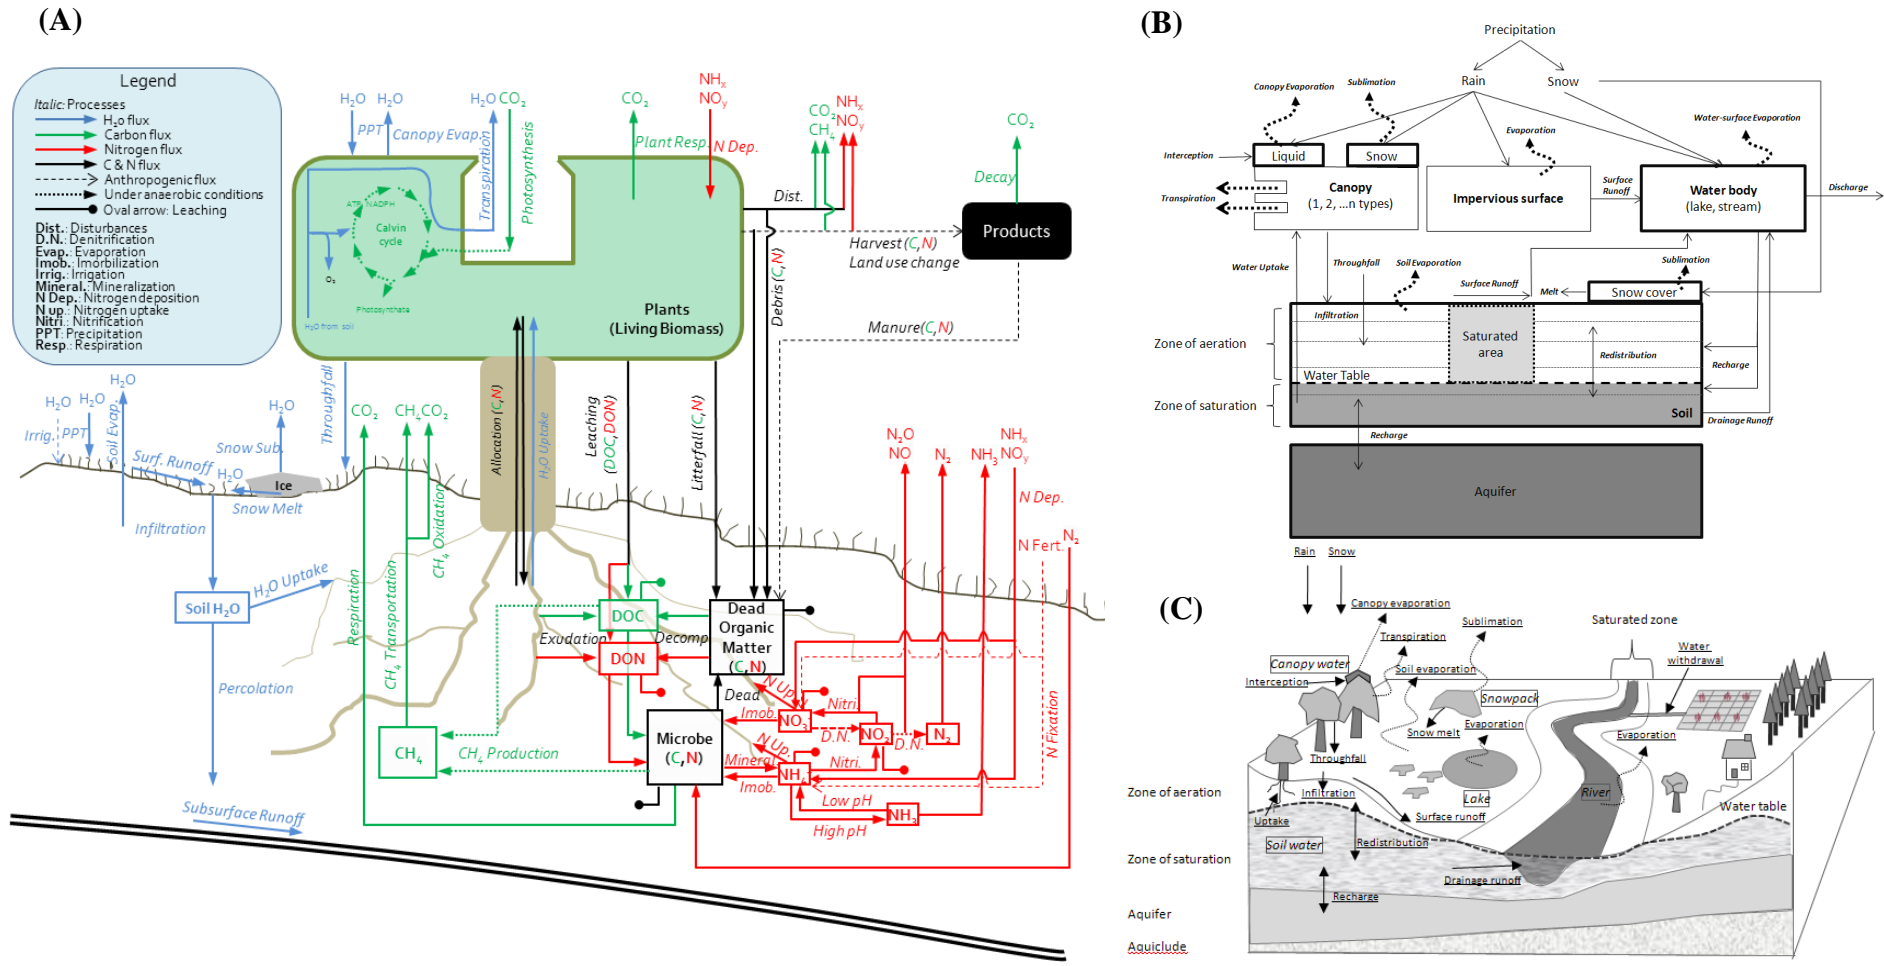 (A)
Legend
Italic: Processes
H₂o flux
Carbon flux
Nitrogen flux
C & N flux
Anthropogenic flux
Under anaerobic conditions
Oval arrow: Leaching
Dist.: Disturbances
D.N.: Denitrification
Evap.: Evaporation
Imob.: Imorbilization
Irrig.: Irrigation
Mineral.: Mineralization
N Dep.: Nitrogen deposition
N up.: Nitrogen uptake
Nitri.: Nitrification
PPT: Precipitation
Resp.: Respiration
H₂O
H₂O
H₂O
CO₂
CO₂
NHₓ
NOᵧ
CO₂
CH₄
NHₓ
NOᵧ
CO₂
PPT
Canopy Evap.
Transpiration
Photosynthesis
Plant Resp.
N Dep.
Decay
ATP, NADPH
Calvin
cycle
O₂
Photosynthate
H₂O from soil
Dist.
Harvest (C,N)
Land use change
Products
Debris (C,N)
Plants
(Living Biomass)
Manure(C,N)
H₂O
H₂O
H₂O
H₂O
Irrig.
PPT
Soil Evap.
Surf. Runoff
Snow Sub.
H₂O
Ice
Snow Melt
Throughfall
CO₂
CH₄
CO₂
Allocation (C,N)
H₂O Uptake
Leaching
(DOC,DON)
Litterfall (C,N)
N₂O
NO
N₂
NH₃
NHₓ
NOᵧ
N Dep.
N Fert.
N₂
Infiltration
CH₄ Oxidation
Soil H₂O
H₂O Uptake
Respiration
CH₄ Transportation
DOC
Dead
Organic
Matter
(C,N)
Exudation
Decomp.
DON
Percolation
Dead
N Up.
Imob.
NO₃
Nitri.
D.N.
NO₂
D.N.
N₂
N Fixation
CH₄
CH₄ Production
Microbe
(C,N)
N Up.
Mineral.
Imob.
NH₄
Nitri.
Low pH
High pH
NH₃
Subsurface Runoff
(B)
Precipitation
Rain
Snow
Canopy Evaporation
Sublimation
Evaporation
Water-surface Evaporation
Interception
Liquid
Snow
Transpiration
Canopy
(1, 2, ...n types)
Impervious surface
Surface
Runoff
Water body
(lake, stream)
Discharge
Water Uptake
Throughfall
Soil Evaporation
Surface Runoff
Melt
Sublimation
Snow cover
Infiltration
Zone of aeration
Saturated
area
Redistribution
Recharge
Water Table
Zone of saturation
Soil
Drainage Runoff
Recharge
Aquifer
(C)
Rain
Snow
Canopy evaporation
Transpiration
Sublimation
Saturated zone
Water
withdrawal
Canopy water
Interception
Soil evaporation
Snowpack
Snow melt
Evaporation
Evaporation
Throughfall
Zone of aeration
Infiltration
Lake
River
Water table
Uptake
Surface runoff
Soil water
Redistribution
Zone of saturation
Drainage runoff
Recharge
Aquifer
Aquiclude